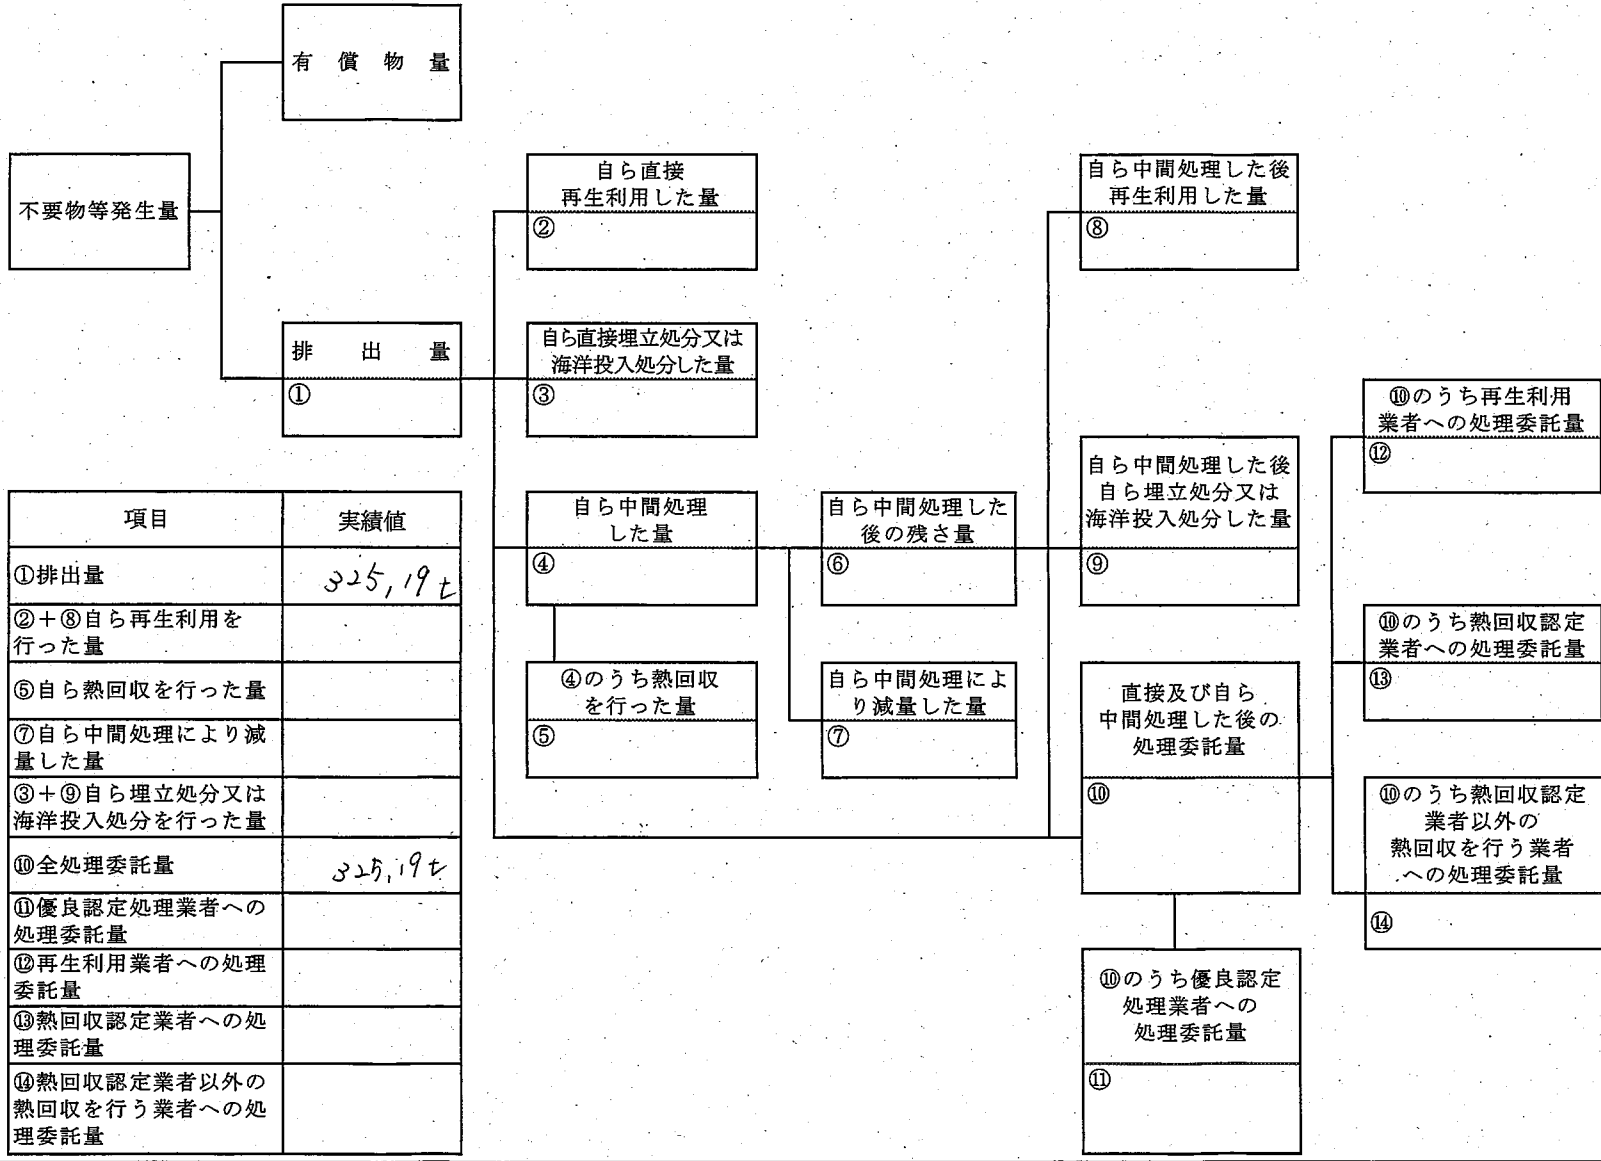 有償物量
不要物等発生量
排出量
①
自ら直接
再生利用した量
②
自ら直接埋立処分又は
海洋投入処分した量
③
自ら中間処理
した量
④
④のうち熱回収
を行った量
⑤
自ら中間処理した
後の残さ量
⑥
自ら中間処理によ
り減量した量
⑦
自ら中間処理した後
再生利用した量
⑧
自ら中間処理した後
自ら埋立処分又は
海洋投入処分した量
⑨
直接及び自ら
中間処理した後の
処理委託量
⑩
⑩のうち優良認定
処理業者への
処理委託量
⑪
⑩のうち再生利用
業者への処理委託量
⑫
⑩のうち熱回収認定
業者への処理委託量
⑬
⑩のうち熱回収認定
業者以外の
熱回収を行う業者
への処理委託量
⑭
項目 実績値
①排出量 325,19t
②+⑧自ら再生利用を
行った量
⑤自ら熱回収を行った量
⑦自ら中間処理により減
量した量
③+⑨自ら埋立処分又は
海洋投入処分を行った量
⑩全処理委託量 325,19t
⑪優良認定処理業者への
処理委託量
⑫再生利用業者への処理
委託量
⑬熱回収認定業者への処
理委託量
⑭熱回収認定業者以外の
熱回収を行う業者への処
理委託量